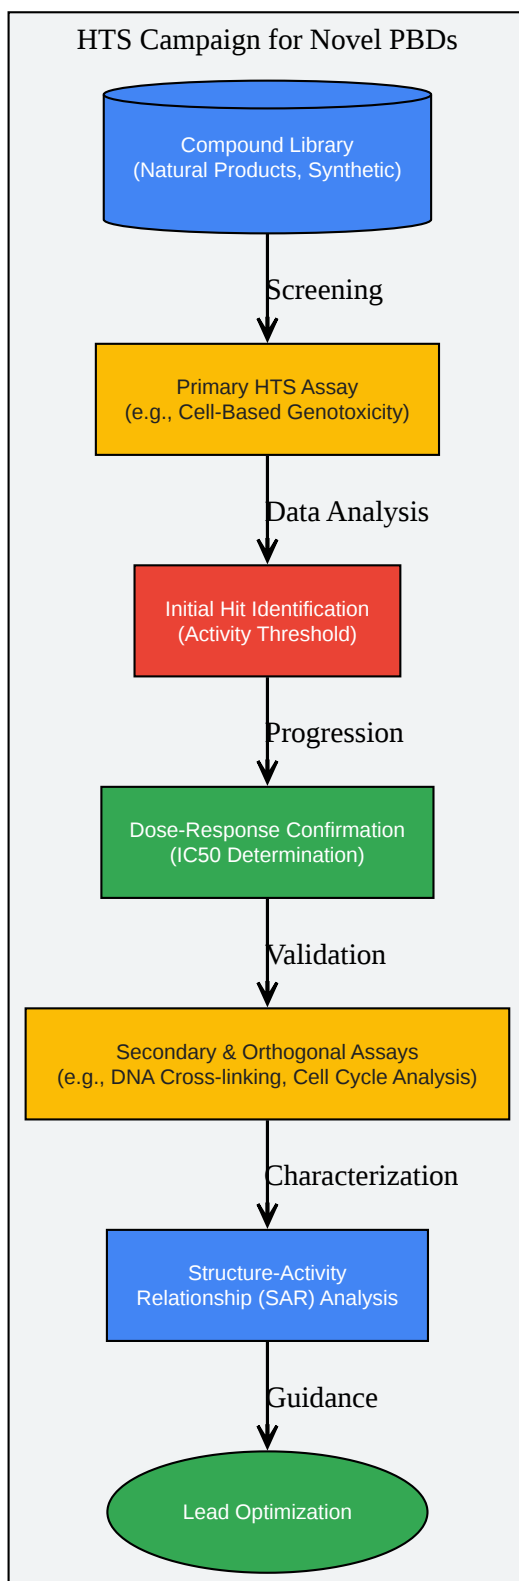 HTS Campaign for Novel PBDs
Compound Library
(Natural Products, Synthetic)
Screening
Primary HTS Assay
(e.g., Cell-Based Genotoxicity)
Data Analysis
Initial Hit Identification
(Activity Threshold)
Progression
Dose-Response Confirmation
(IC50 Determination)
Validation
Secondary & Orthogonal Assays
(e.g., DNA Cross-linking, Cell Cycle Analysis)
Characterization
Structure-Activity
Relationship (SAR) Analysis
Guidance
Lead Optimization